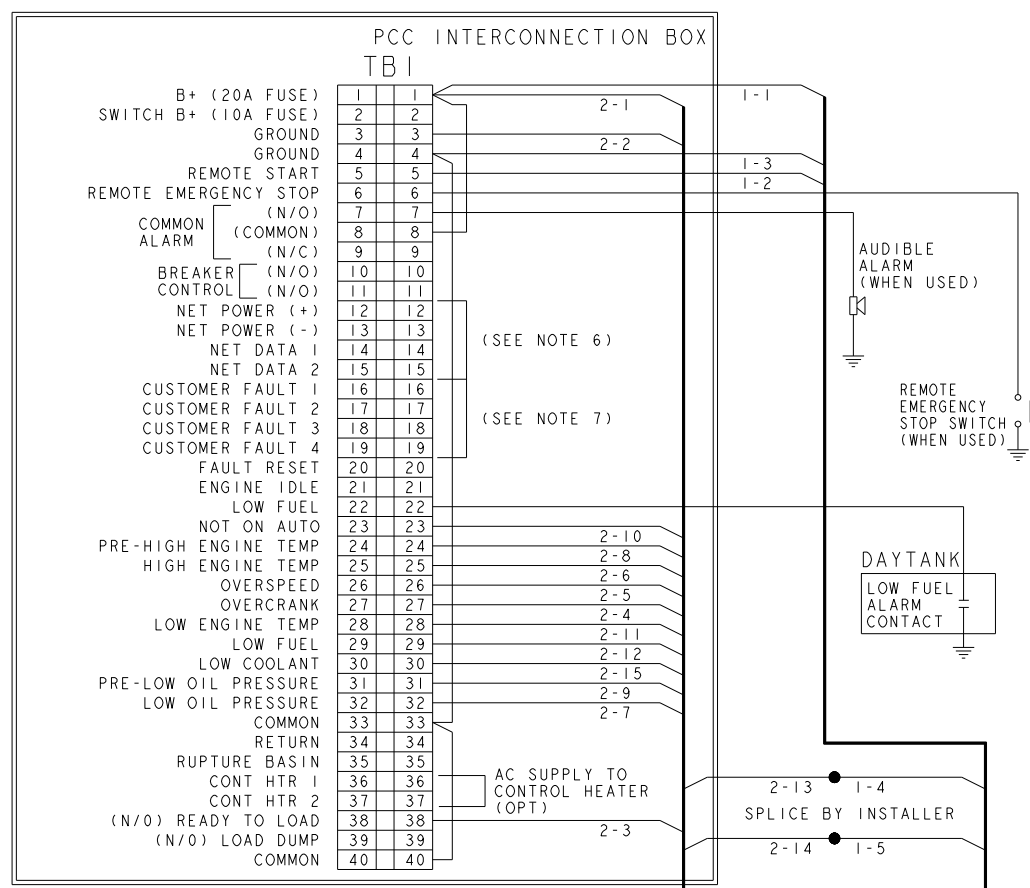 PCC INTERCONNECTION BOX
TB1
B+ (20A FUSE) 1 1
SWITCH B+ (10A FUSE) 2 2
GROUND 3 3
GROUND 4 4
REMOTE START 5 5
REMOTE EMERGENCY STOP 6 6
COMMON
ALARM
(N/O) 7 7
(COMMON) 8 8
(N/C) 9 9
BREAKER
CONTROL
(N/O) 10 10
(N/O) 11 11
NET POWER (+) 12 12
NET POWER (-) 13 13
NET DATA 1 14 14
NET DATA 2 15 15
CUSTOMER FAULT 1 16 16
CUSTOMER FAULT 2 17 17
CUSTOMER FAULT 3 18 18
CUSTOMER FAULT 4 19 19
FAULT RESET 20 20
ENGINE IDLE 21 21
LOW FUEL 22 22
NOT ON AUTO 23 23
PRE-HIGH ENGINE TEMP 24 24
HIGH ENGINE TEMP 25 25
OVERSPEED 26 26
OVERCRANK 27 27
LOW ENGINE TEMP 28 28
LOW FUEL 29 29
LOW COOLANT 30 30
PRE-LOW OIL PRESSURE 31 31
LOW OIL PRESSURE 32 32
COMMON 33 33
RETURN 34 34
RUPTURE BASIN 35 35
CONT HTR 1 36 36
CONT HTR 2 37 37
(N/O) READY TO LOAD 38 38
(N/O) LOAD DUMP 39 39
COMMON 40 40
(SEE NOTE 6)
(SEE NOTE 7)
AC SUPPLY TO
CONTROL HEATER
(OPT)
2-1
2-2
2-10
2-8
2-6
2-5
2-4
2-11
2-12
2-15
2-9
2-7
2-3
1-1
1-3
1-2
AUDIBLE
ALARM
(WHEN USED)
REMOTE
EMERGENCY
STOP SWITCH
(WHEN USED)
DAYTANK
LOW FUEL
ALARM
CONTACT
2-13 1-4
SPLICE BY INSTALLER
2-14 1-5